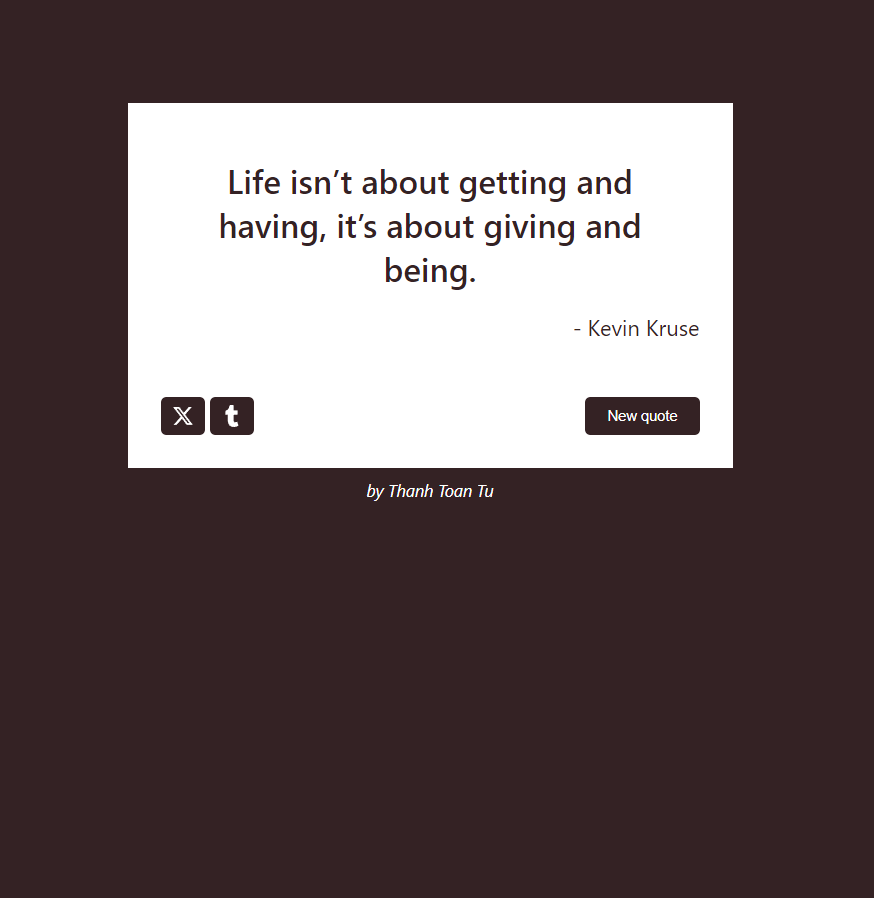 Life isn’t about getting and
having, it’s about giving and
being.
- Kevin Kruse
New quote
by Thanh Toan Tu